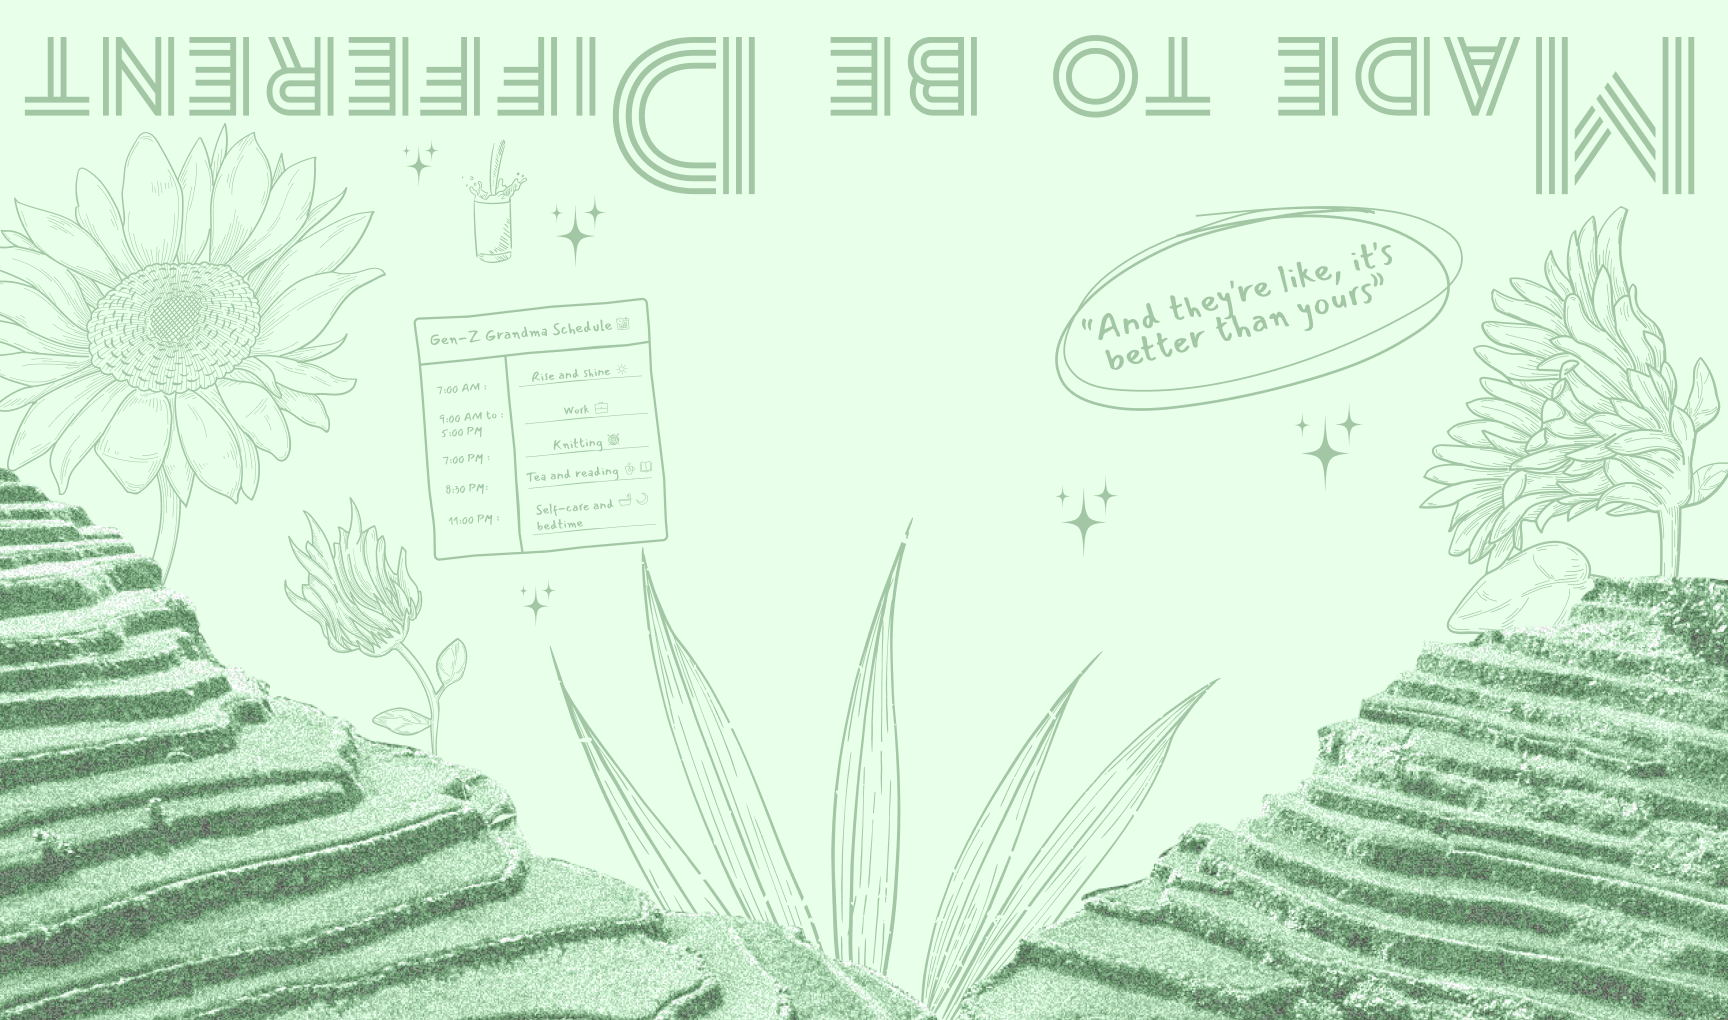 MADE TO BE DIFFERENT
"And they're like, it's
better than yours"
Gen-Z Grandma Schedule
7:00 AM : Rise and shine
9:00 AM to : Work
5:00 PM
7:00 PM : Knitting
8:30 PM: Tea and reading
11:00 PM : Self-care and
bedtime